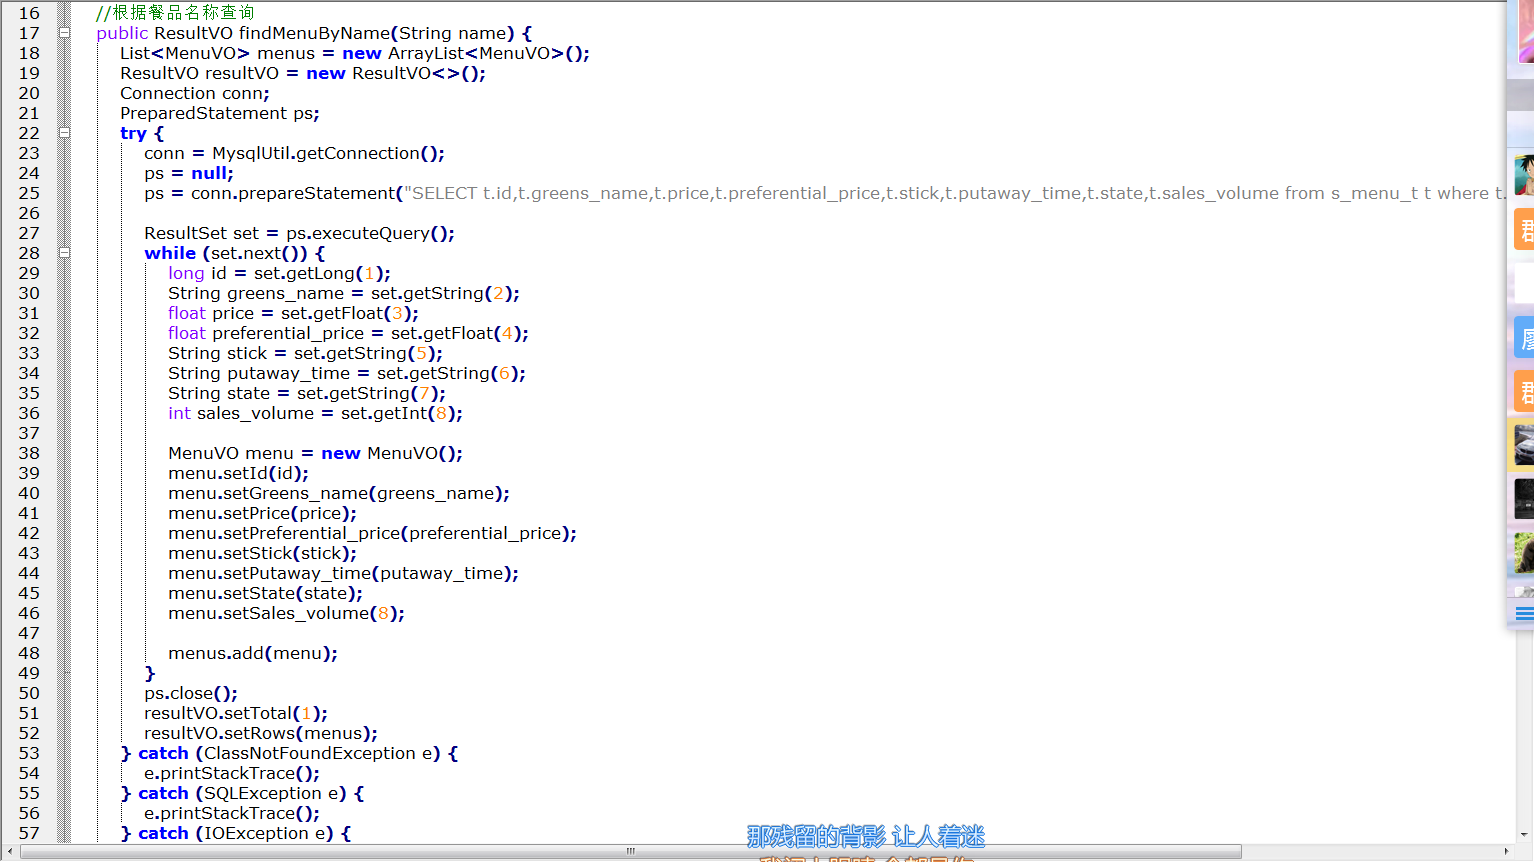 16 //根据餐品名称查询
17 public ResultVO findMenuByName(String name) {
18 List<MenuVO> menus = new ArrayList<MenuVO>();
19 ResultVO resultVO = new ResultVO<>();
20 Connection conn;
21 PreparedStatement ps;
22 try {
23 conn = MysqlUtil.getConnection();
24 ps = null;
25 ps = conn.prepareStatement("SELECT t.id,t.greens_name,t.price,t.preferential_price,t.stick,t.putaway_time,t.state,t.sales_volume from s_menu_t t where t.
26
27 ResultSet set = ps.executeQuery();
28 while (set.next()) {
29 long id = set.getLong(1);
30 String greens_name = set.getString(2);
31 float price = set.getFloat(3);
32 float preferential_price = set.getFloat(4);
33 String stick = set.getString(5);
34 String putaway_time = set.getString(6);
35 String state = set.getString(7);
36 int sales_volume = set.getInt(8);
37
38 MenuVO menu = new MenuVO();
39 menu.setId(id);
40 menu.setGreens_name(greens_name);
41 menu.setPrice(price);
42 menu.setPreferential_price(preferential_price);
43 menu.setStick(stick);
44 menu.setPutaway_time(putaway_time);
45 menu.setState(state);
46 menu.setSales_volume(8);
47
48 menus.add(menu);
49 }
50 ps.close();
51 resultVO.setTotal(1);
52 resultVO.setRows(menus);
53 } catch (ClassNotFoundException e) {
54 e.printStackTrace();
55 } catch (SQLException e) {
56 e.printStackTrace();
57 } catch (IOException e) {
那残留的背影 让人着迷
群
群